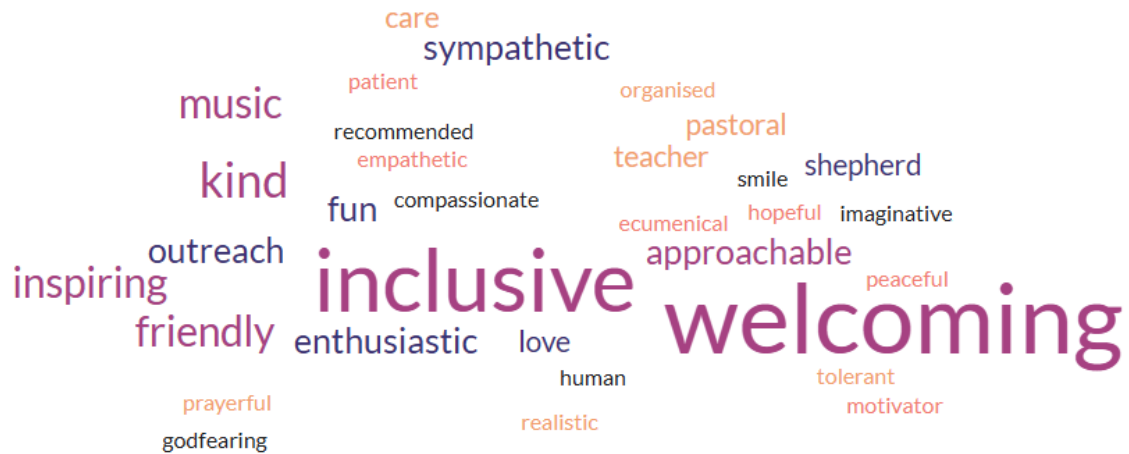 care
sympathetic
patient
organised
music
pastoral
recommended
teacher
empathetic
shepherd
kind
smile
compassionate
fun
hopeful
imaginative
ecumenical
outreach
approachable
inspiring
inclusive
peaceful
welcoming
friendly
enthusiastic
love
human
tolerant
prayerful
motivator
realistic
godfearing